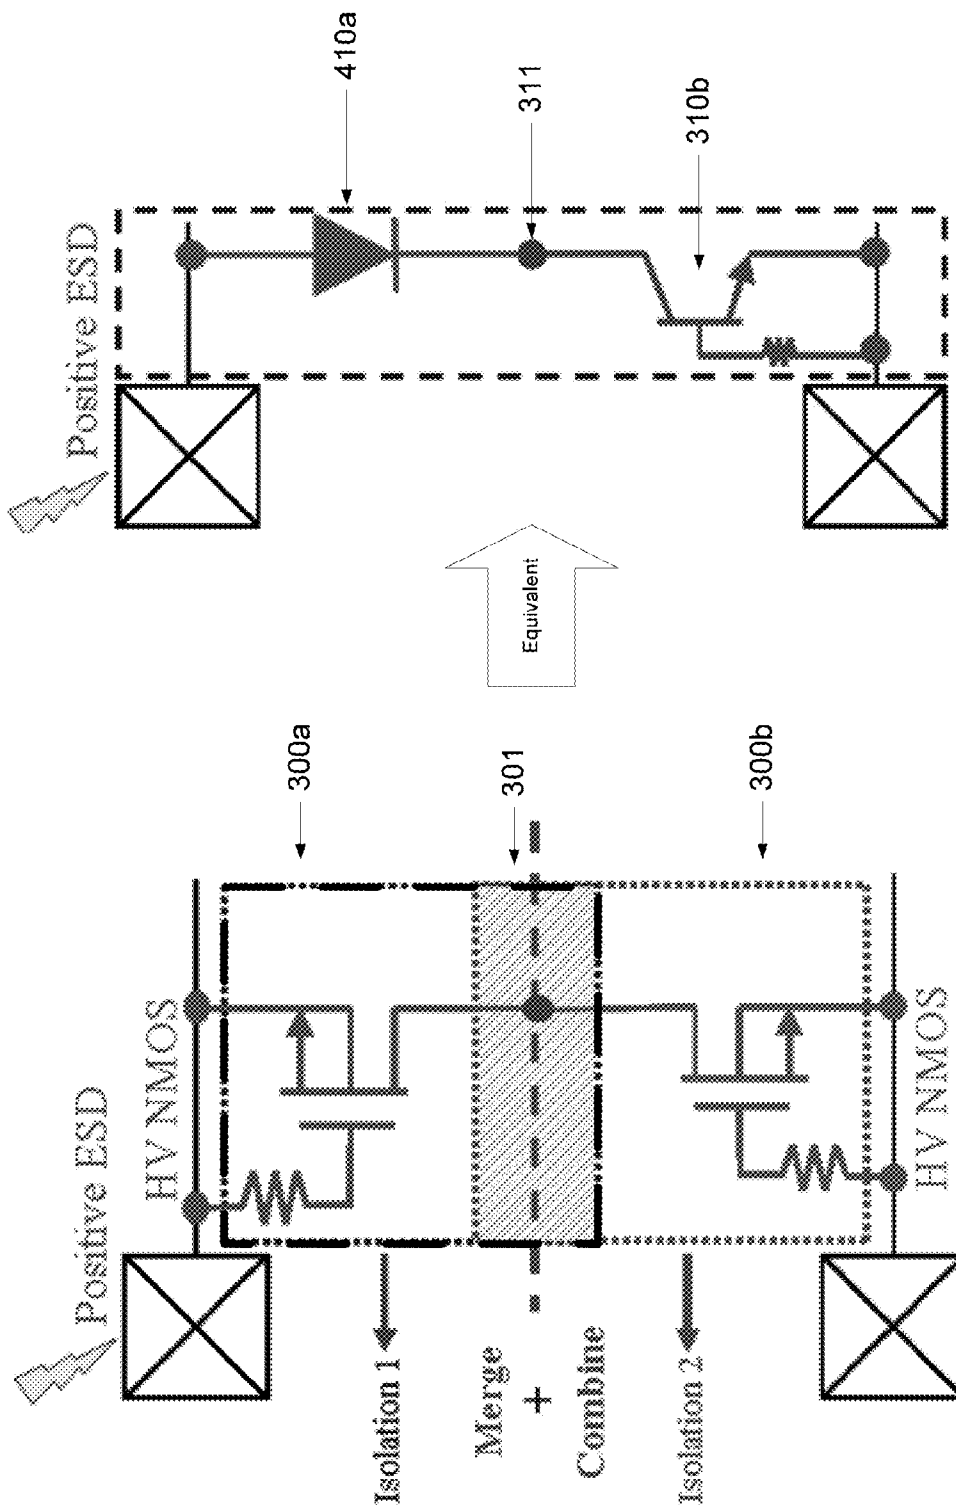 Positive ESD
HV NMOS
Isolation 1
Merge
+
Combine
Isolation 2
HV NMOS
300a
301
300b
Equivalent
Positive ESD
410a
311
310b